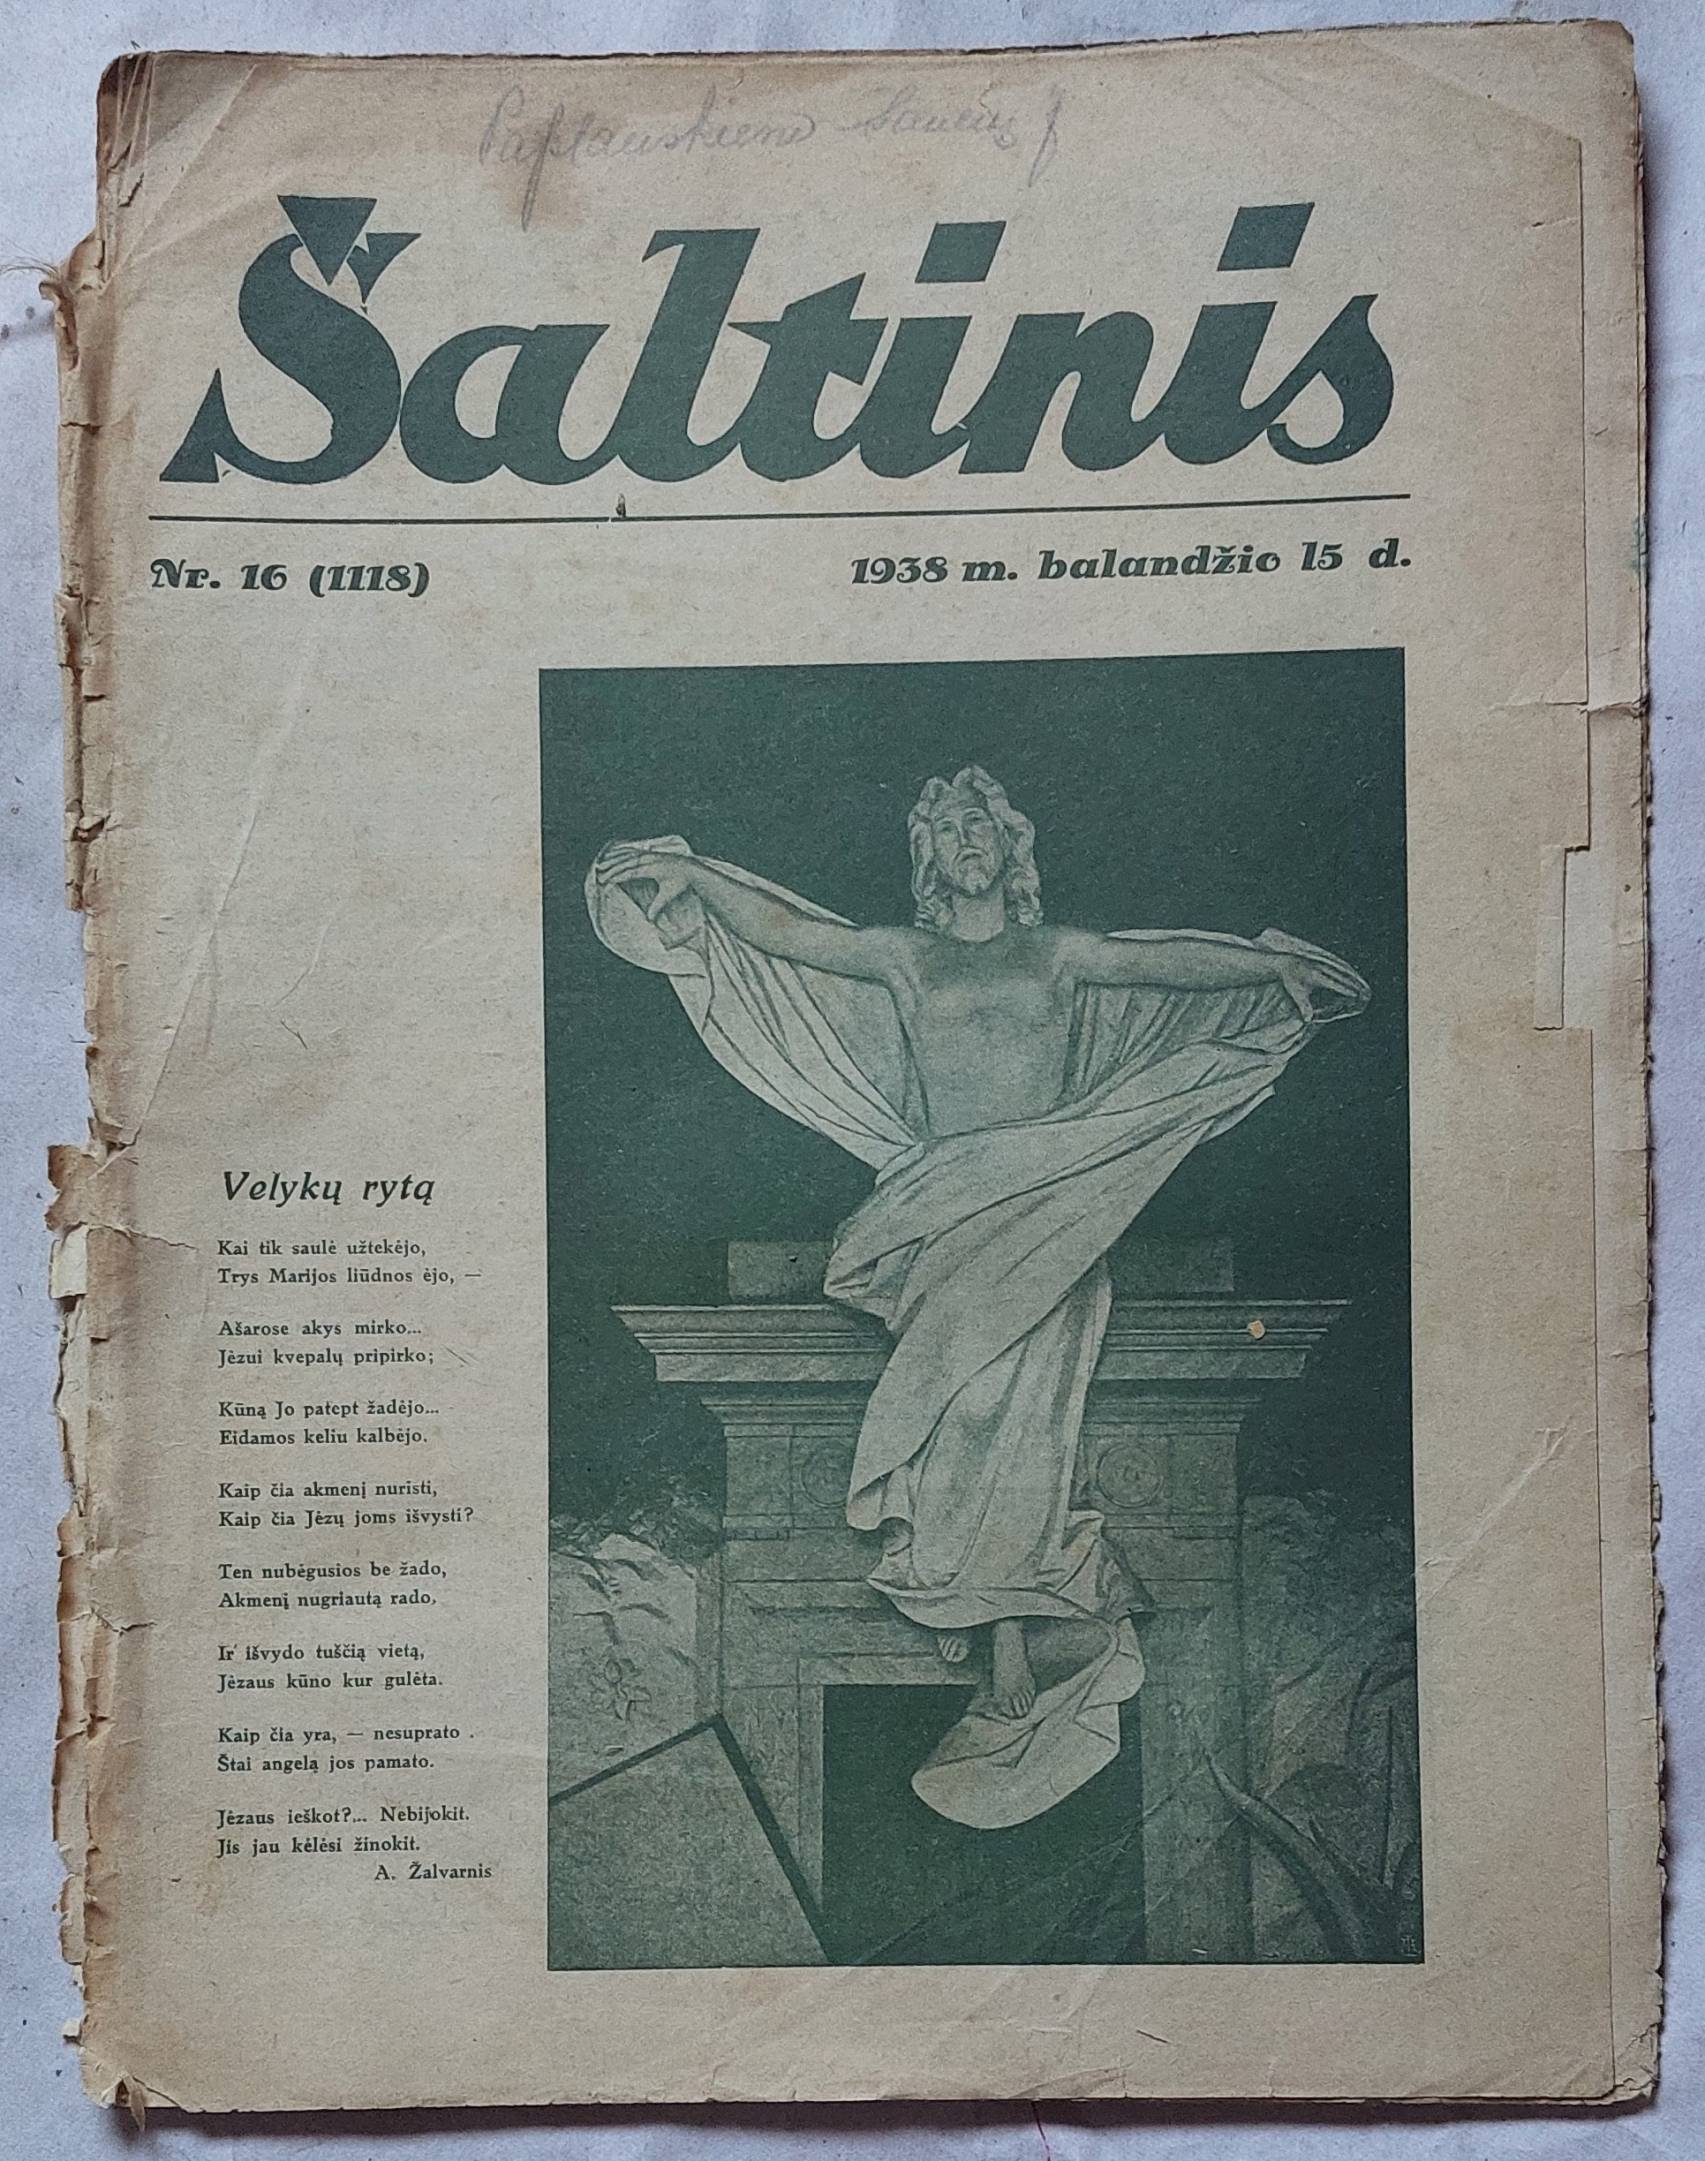 Šaltinis
Nr. 16 (1118)
1938 m. balandžio 15 d.
Velykų rytą
Kai tik saulė užtekėjo,
Trys Marijos liūdnos ėjo, —
Ašarose akys mirko...
Jėzui kvepalų pripirko;
Kūną Jo patept žadėjo...
Eidamos keliu kalbėjo.
Kaip čia akmenį nuristi,
Kaip čia Jėzų joms išvysti?
Ten nubėgusios be žado,
Akmenį nugriautą rado,
Ir išvydo tuščią vietą,
Jėzaus kūno kur gulėta.
Kaip čia yra, — nesuprato .
Štai angelą jos pamato.
Jėzaus ieškot?... Nebijokit.
Jis jau kėlėsi žinokit.
A. Žalvarnis